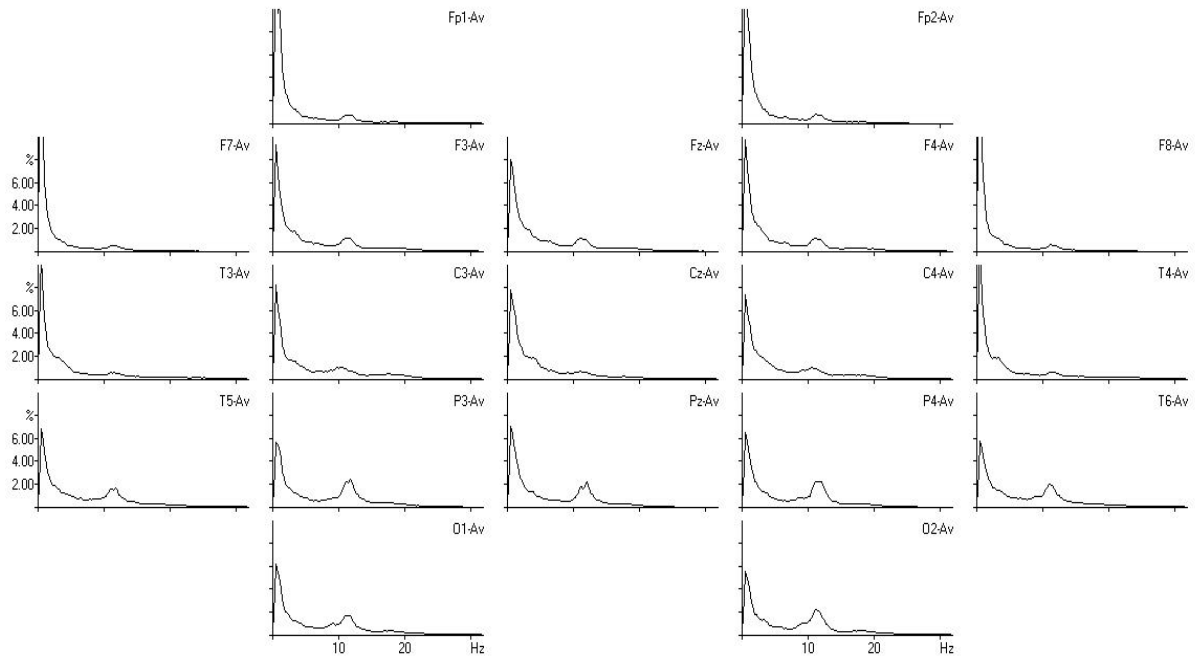 Fp1-Av Fp2-Av
F7-Av F3-Av Fz-Av F4-Av F8-Av
%
6.00
4.00
2.00
T3-Av C3-Av Cz-Av C4-Av T4-Av
%
6.00
4.00
2.00
T5-Av P3-Av Pz-Av P4-Av T6-Av
%
6.00
4.00
2.00
O1-Av O2-Av
10 20 Hz 10 20 Hz